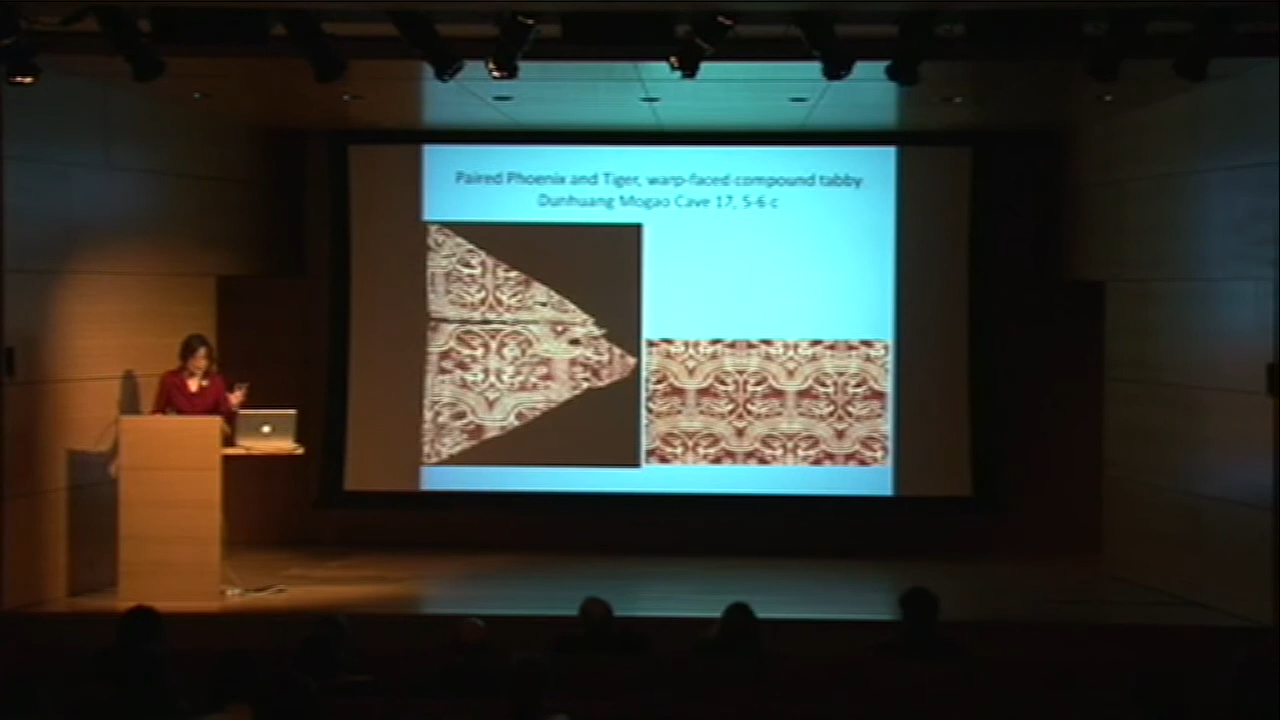 Paired Phoenix and Tiger, warp-faced compound tabby
Dunhuang Mogao Cave 17, 5-6 c